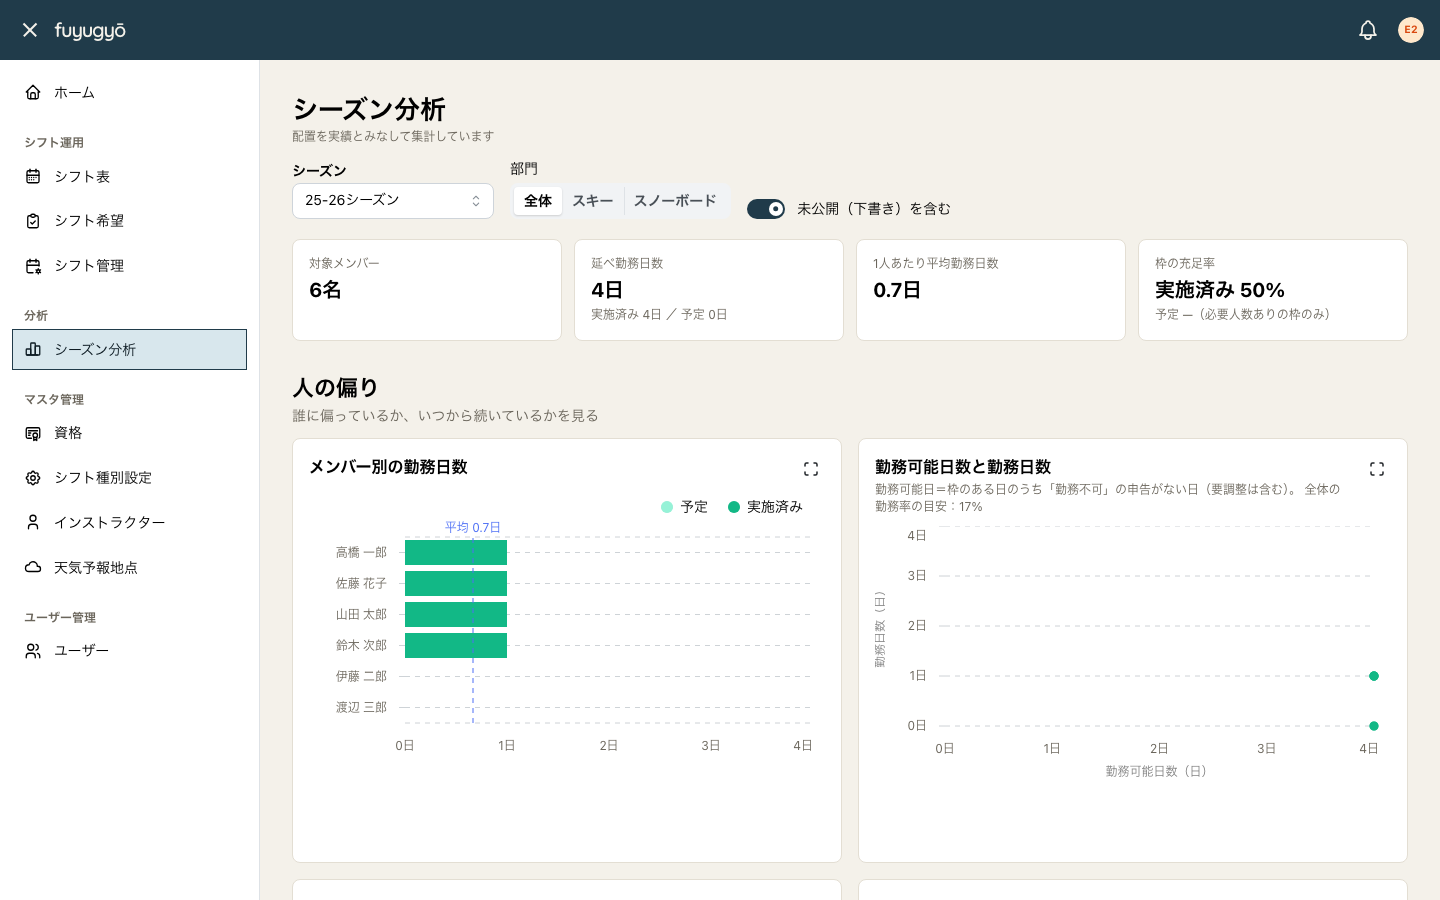 fuyugyō
E2
ホーム
シフト運用
シフト表
シフト希望
シフト管理
分析
シーズン分析
マスタ管理
資格
シフト種別設定
インストラクター
天気予報地点
ユーザー管理
ユーザー
シーズン分析
配置を実績とみなして集計しています
シーズン
25-26シーズン
部門
全体 スキー スノーボード
未公開（下書き）を含む
対象メンバー
6名
延べ勤務日数
4日
実施済み 4日 ／ 予定 0日
1人あたり平均勤務日数
0.7日
枠の充足率
実施済み 50%
予定 —（必要人数ありの枠のみ）
人の偏り
誰に偏っているか、いつから続いているかを見る
メンバー別の勤務日数
予定 実施済み
平均 0.7日
高橋 一郎
佐藤 花子
山田 太郎
鈴木 次郎
伊藤 二郎
渡辺 三郎
0日 1日 2日 3日 4日
勤務可能日数と勤務日数
勤務可能日＝枠のある日のうち「勤務不可」の申告がない日（要調整は含む）。 全体の
勤務率の目安：17%
勤務日数（日）
4日
3日
2日
1日
0日
0日 1日 2日 3日 4日
勤務可能日数（日）